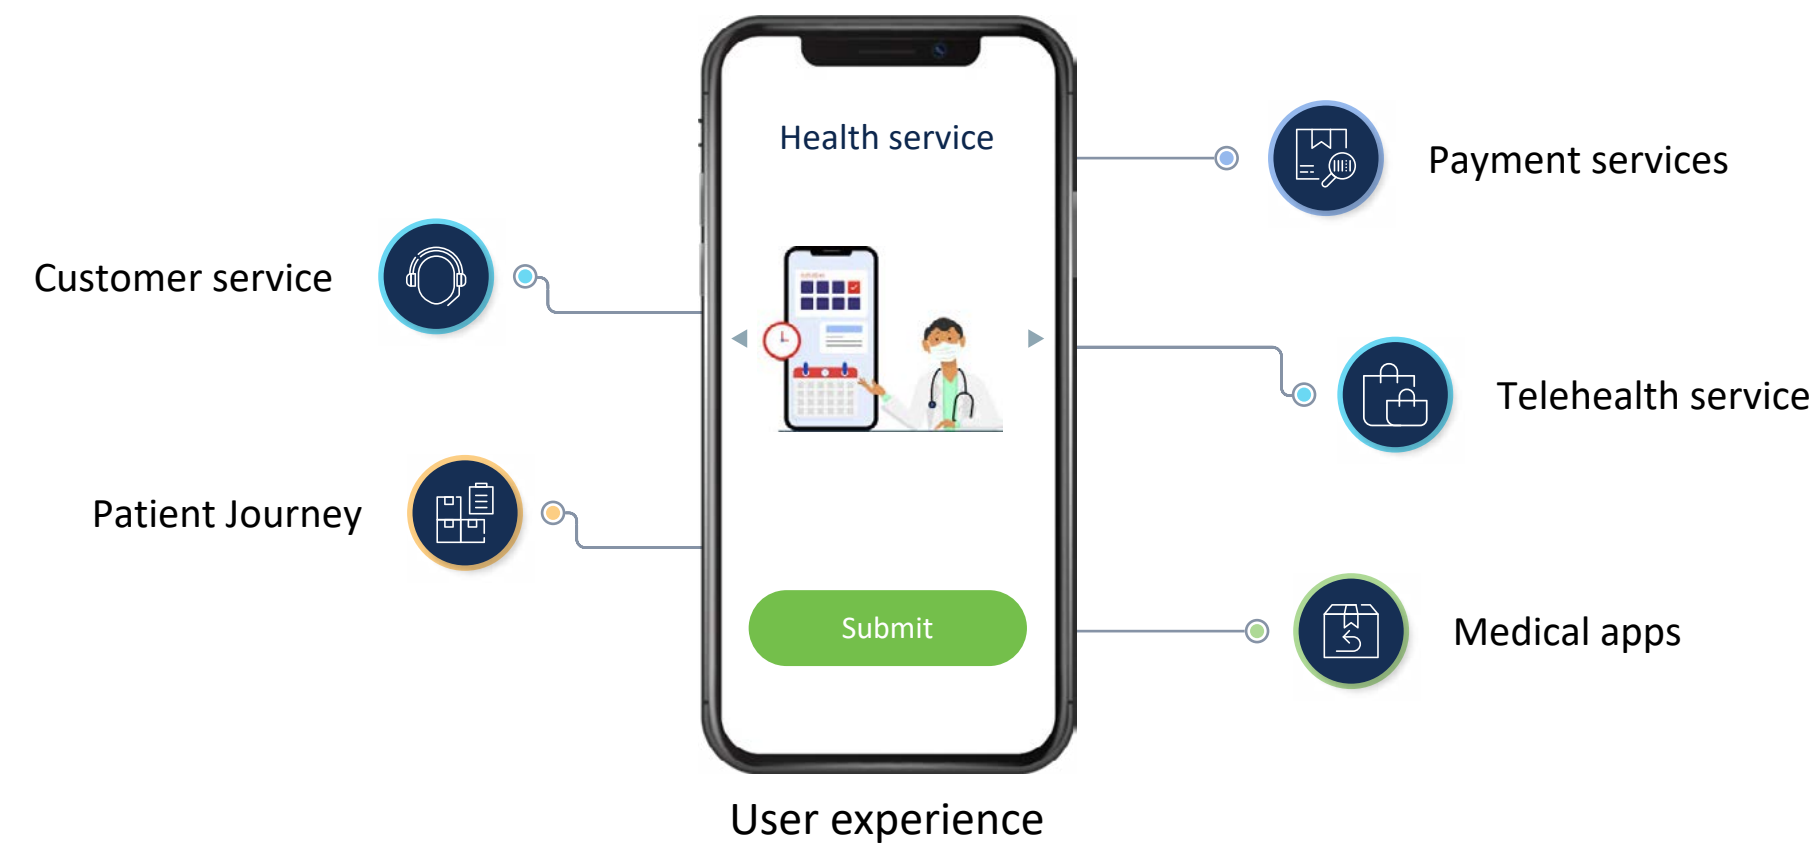 Health service
Payment services
Customer service
Telehealth service
Patient Journey
Submit
Medical apps
User experience